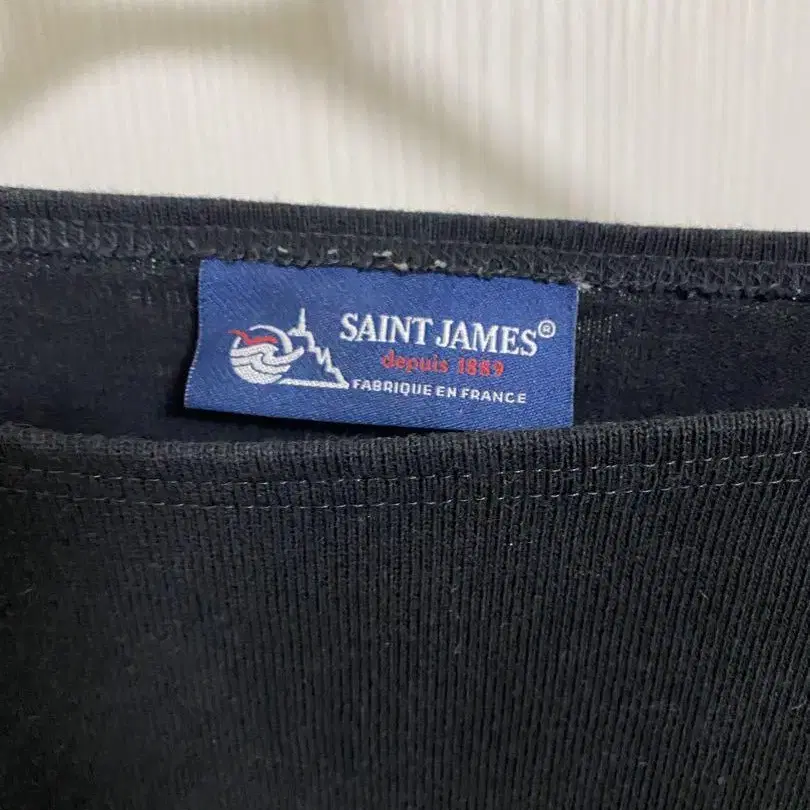 SAINT JAMES®
depuis 1889
FABRIQUE EN FRANCE